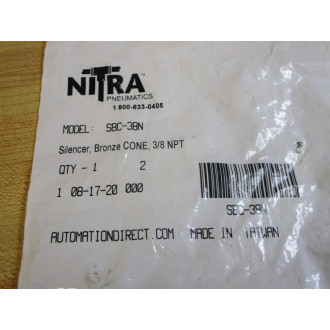 NITRA
PNEUMATICS
1 800-633-0405
MODEL: SBC-38N
Silencer, Bronze CONE, 3/8 NPT
QTY - 1 2
1 08-17-20 000
SBC-38N
AUTOMATIONDIRECT.COM MADE IN TAIWAN